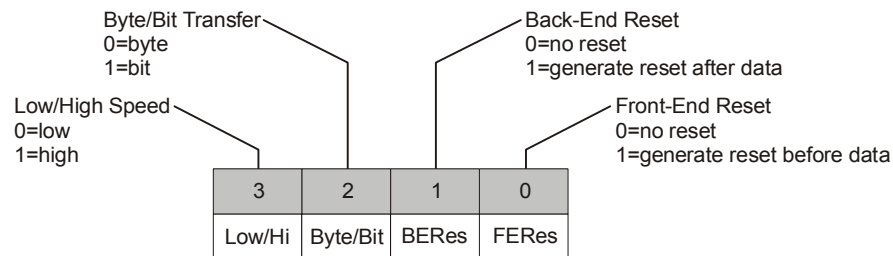 Byte/Bit Transfer
0=byte
1=bit
Back-End Reset
0=no reset
1=generate reset after data
Low/High Speed
0=low
1=high
Front-End Reset
0=no reset
1=generate reset before data
3 2 1 0
Low/Hi Byte/Bit BERes FERes